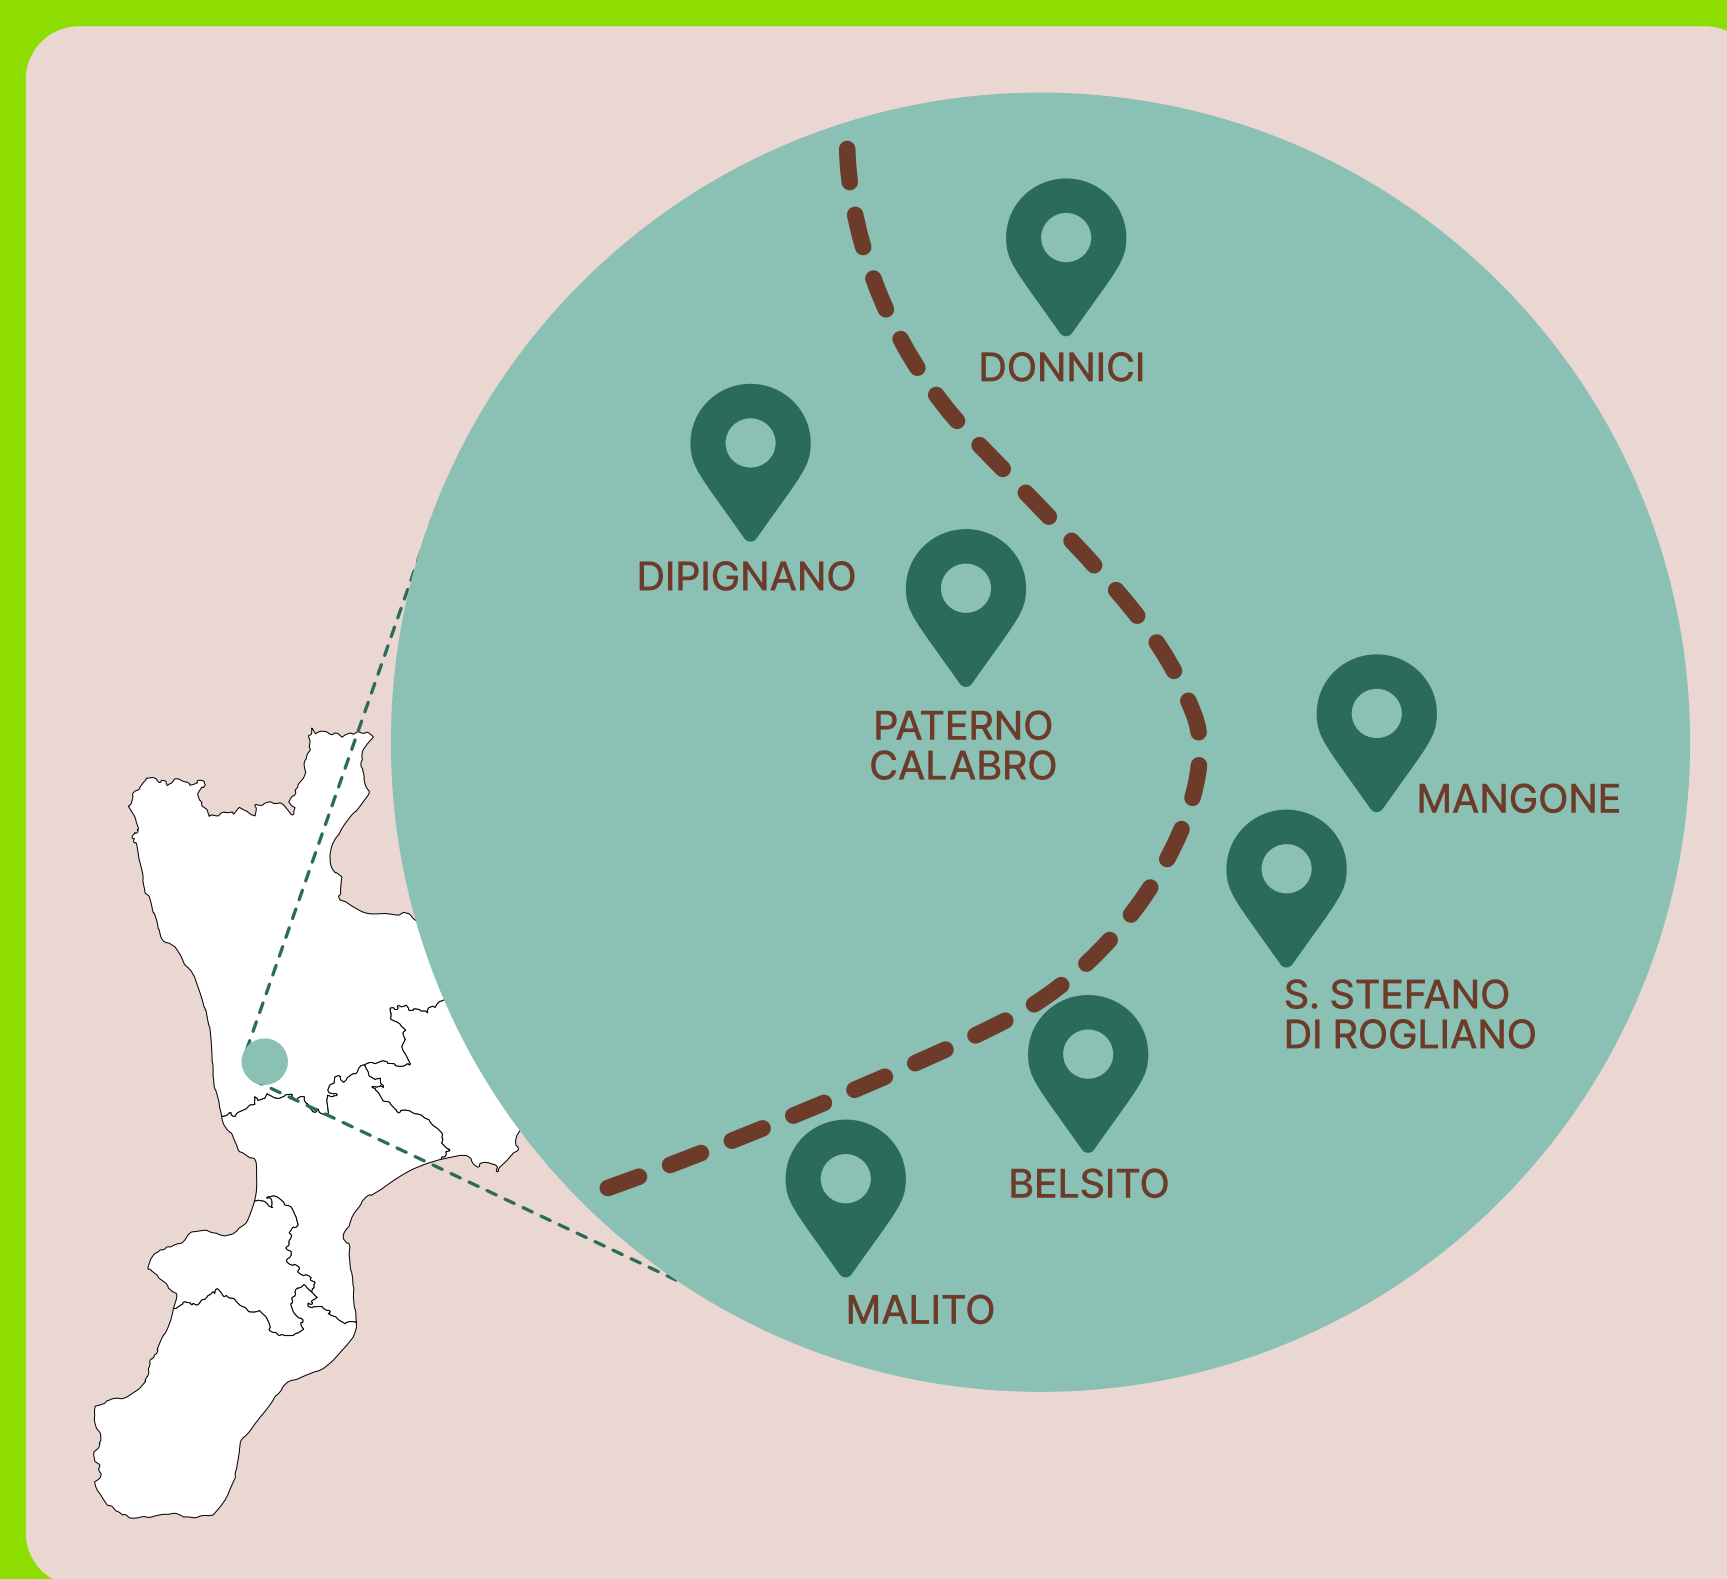 DONNICI
DIPIGNANO
PATERNO
CALABRO
MANGONE
S. STEFANO
DI ROGLIANO
BELSITO
MALITO